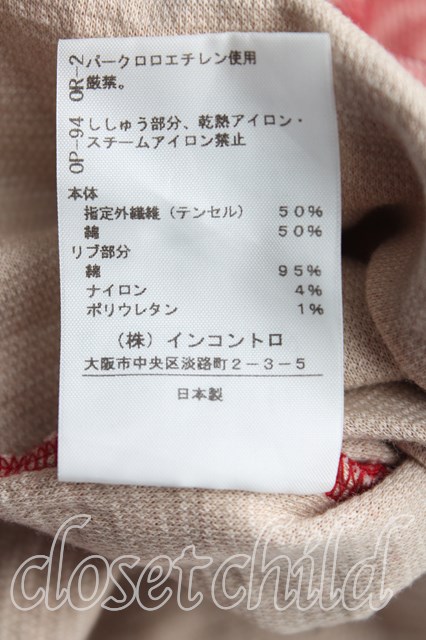 OR-2 パークロロエチレン使用
厳禁。
OP-94 ししゅう部分、乾熱アイロン・
スチームアイロン禁止
本体
指定外繊維（テンセル） 50%
綿 50%
リブ部分
綿 95%
ナイロン 4%
ポリウレタン 1%
（株）インコントロ
大阪市中央区淡路町2-3-5
日本製
closetchild